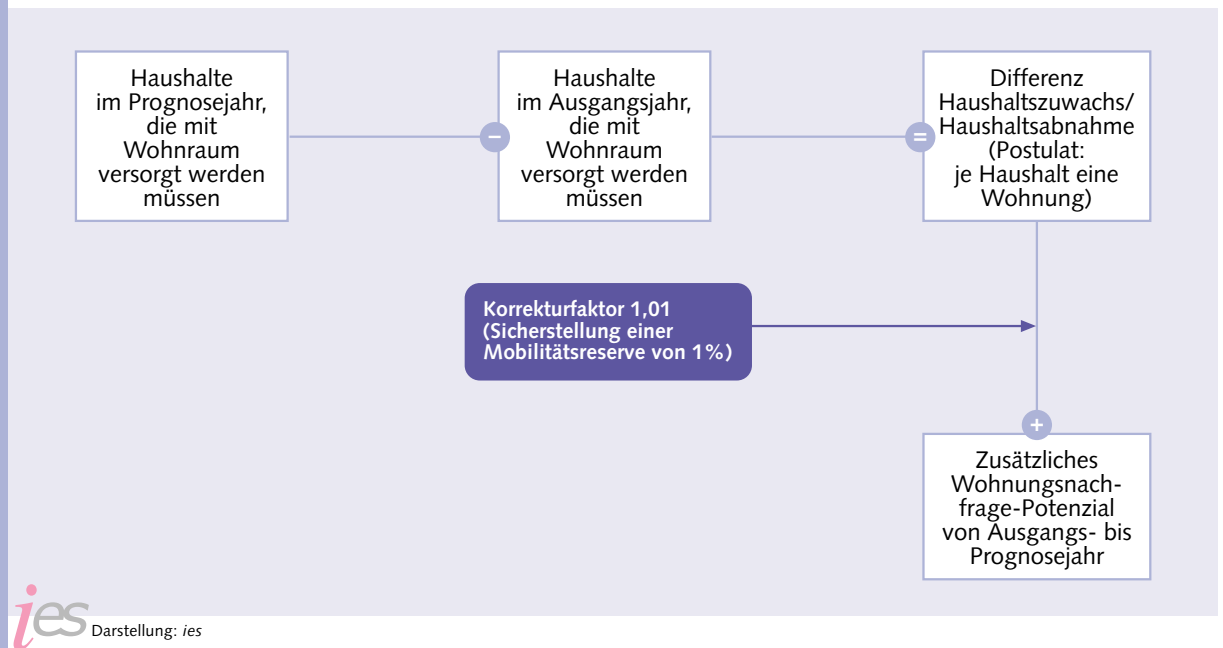 Haushalte
im Prognosejahr,
die mit
Wohnraum
versorgt werden
müssen
–
Haushalte
im Ausgangsjahr,
die mit
Wohnraum
versorgt werden
müssen
=
Differenz
Haushaltszuwachs/
Haushaltsabnahme
(Postulat:
je Haushalt eine
Wohnung)
Korrekturfaktor 1,01
(Sicherstellung einer
Mobilitätsreserve von 1%)
+
Zusätzliches
Wohnungsnach-
frage-Potenzial
von Ausgangs- bis
Prognosejahr
ies
Darstellung: ies